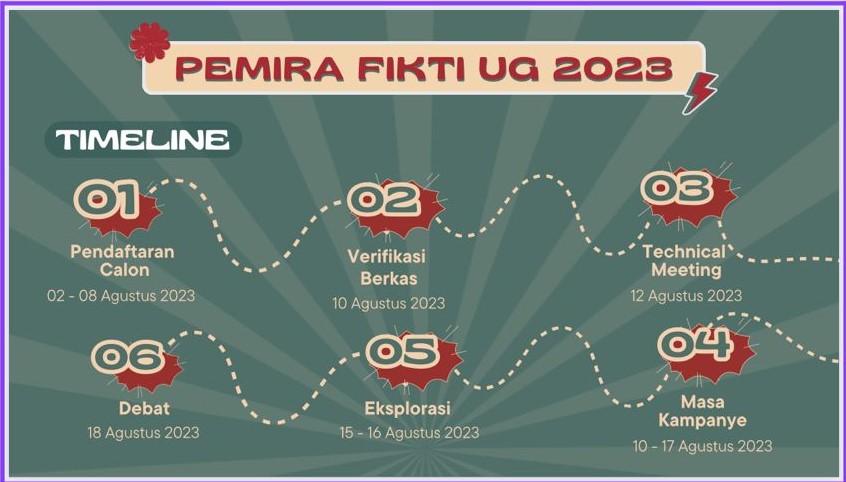 PEMIRA FIKTI UG 2023
TIMELINE
01
Pendaftaran
Calon
02 - 08 Agustus 2023
02
Verifikasi
Berkas
10 Agustus 2023
03
Technical
Meeting
12 Agustus 2023
04
Masa
Kampanye
10 - 17 Agustus 2023
05
Eksplorasi
15 - 16 Agustus 2023
06
Debat
18 Agustus 2023